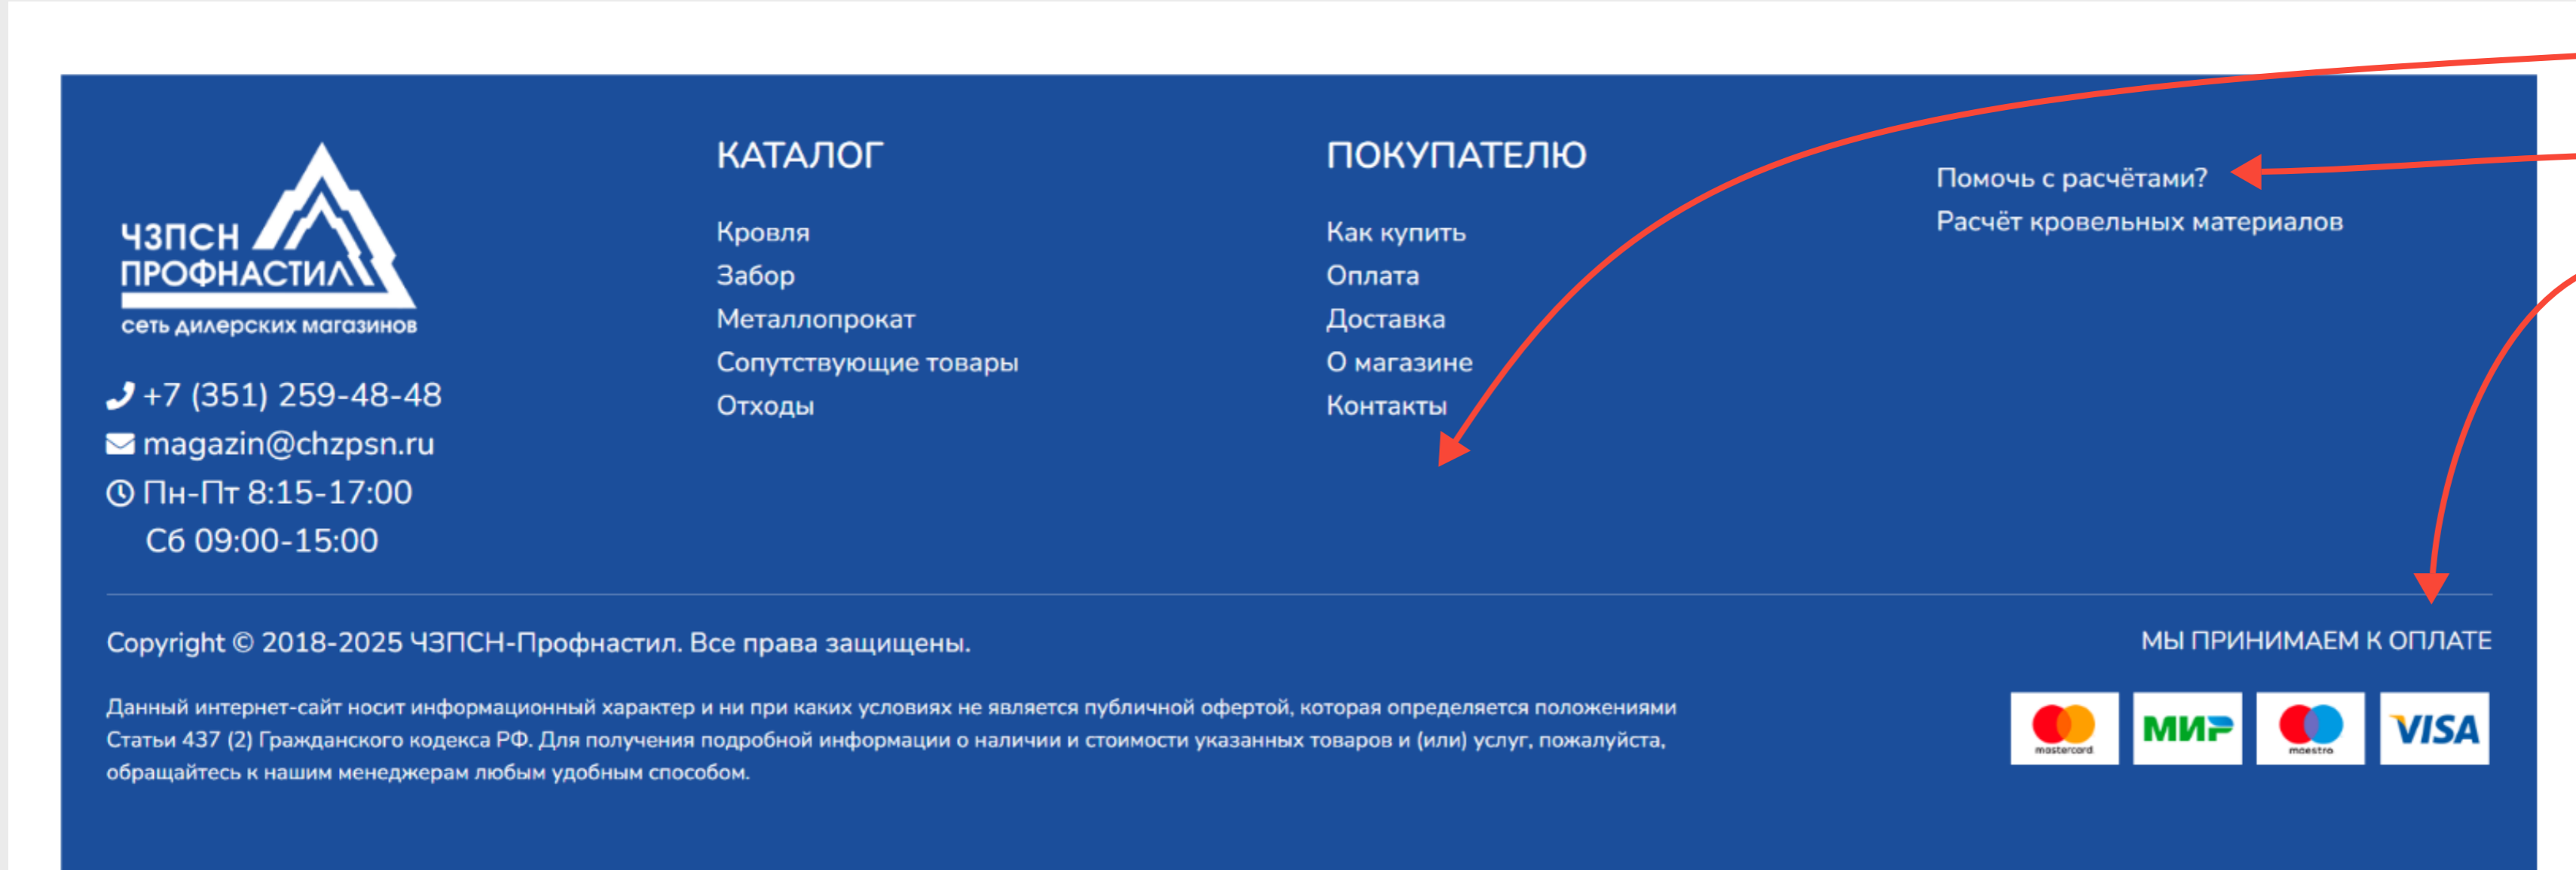 ЧЗПСН
ПРОФНАСТИЛ
сеть дилерских магазинов
+7 (351) 259-48-48
magazin@chzpsn.ru
Пн-Пт 8:15-17:00
Сб 09:00-15:00
КАТАЛОГ
Кровля
Забор
Металлопрокат
Сопутствующие товары
Отходы
ПОКУПАТЕЛЮ
Как купить
Оплата
Доставка
О магазине
Контакты
Помочь с расчётами?
Расчёт кровельных материалов
Copyright © 2018-2025 ЧЗПСН-Профнастил. Все права защищены.
Данный интернет-сайт носит информационный характер и ни при каких условиях не является публичной офертой, которая определяется положениями
Статьи 437 (2) Гражданского кодекса РФ. Для получения подробной информации о наличии и стоимости указанных товаров и (или) услуг, пожалуйста,
обращайтесь к нашим менеджерам любым удобным способом.
МЫ ПРИНИМАЕМ К ОПЛАТЕ
mastercard
МИР
maestro
VISA